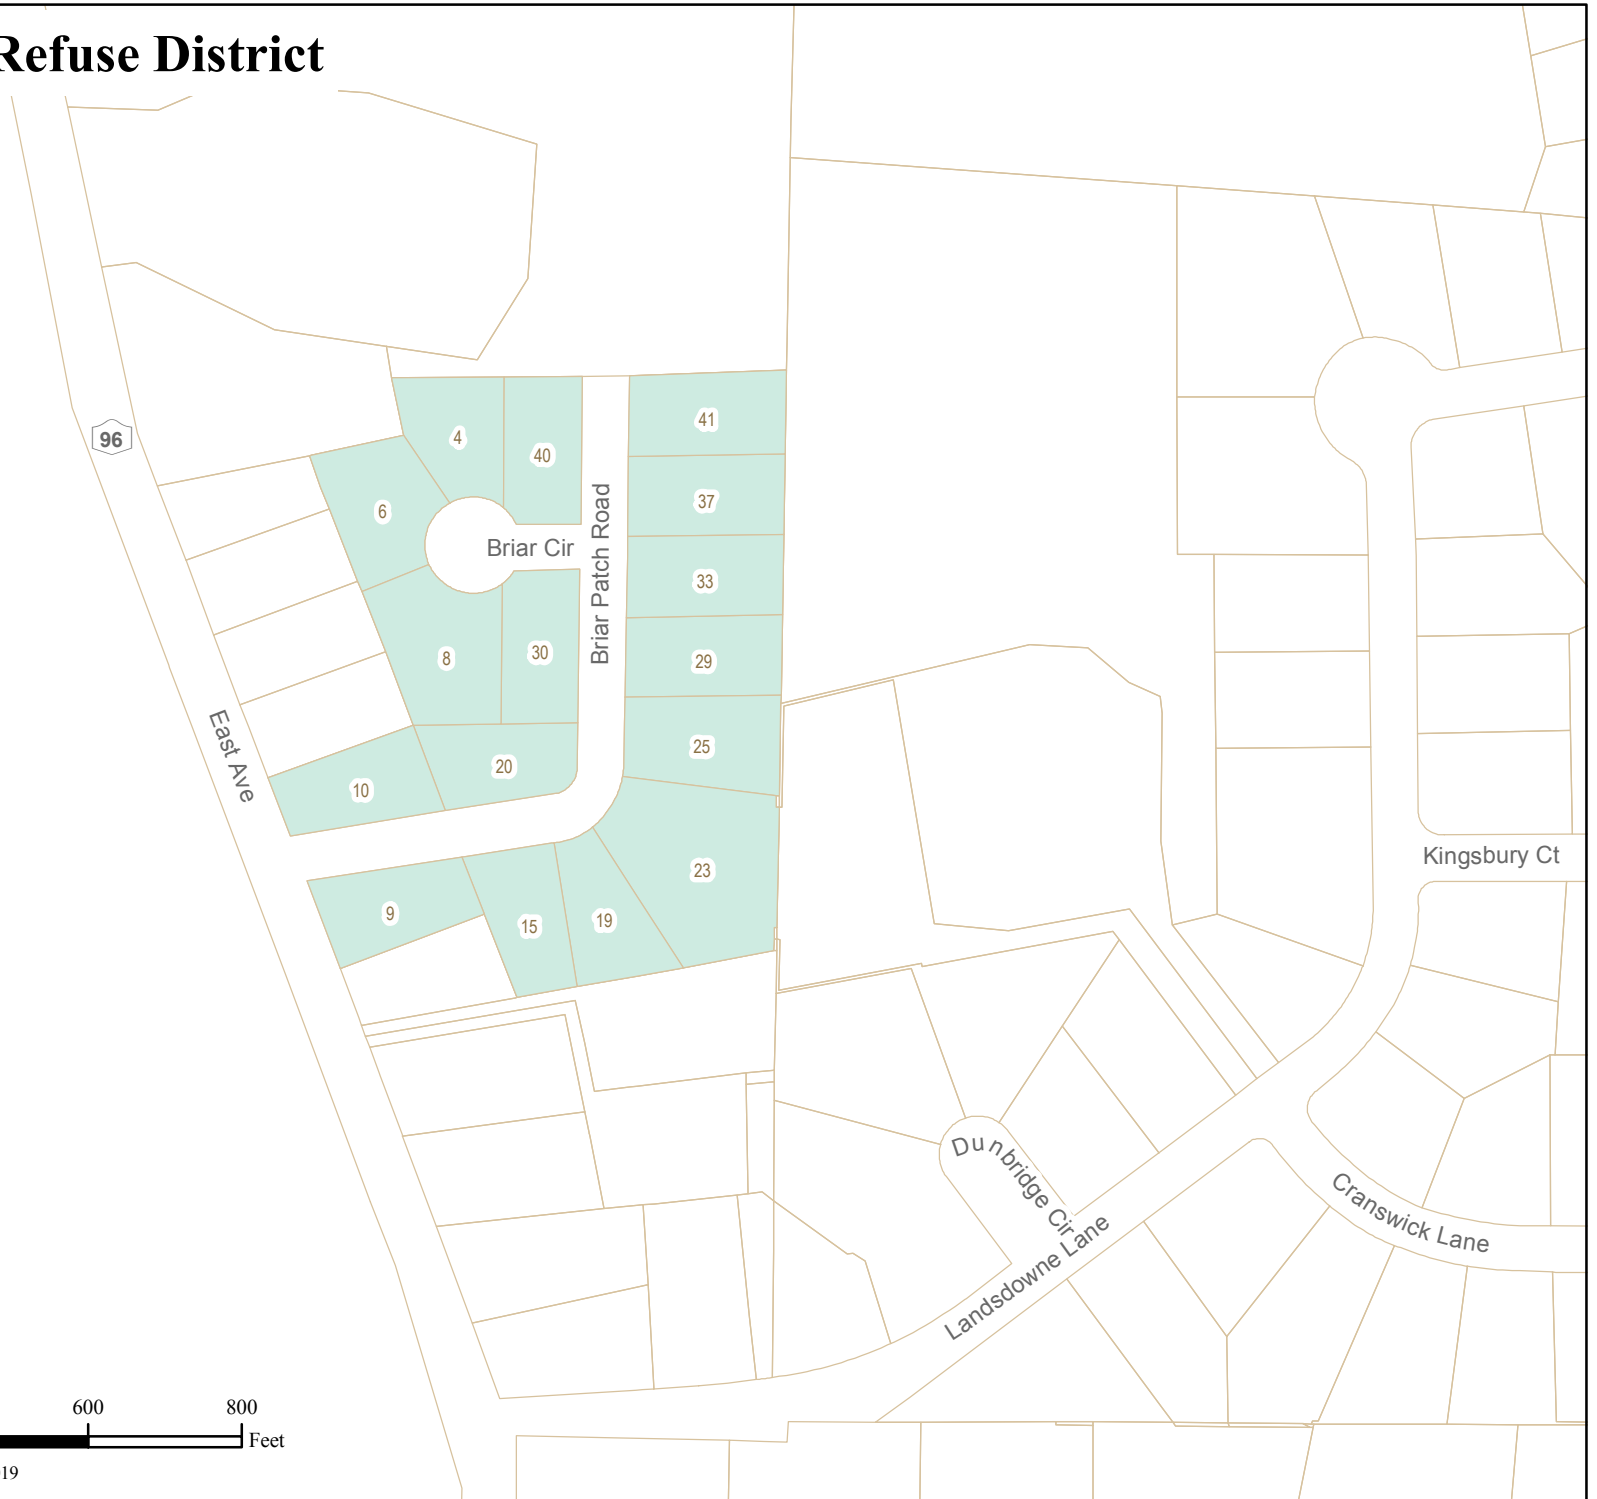 Refuse District
96
4
40
41
6
37
Briar Cir
Briar Patch Road
33
8
30
29
East Ave
10
20
25
23
9
15
19
Kingsbury Ct
Dunbridge Cir
Landsdowne Lane
Cranswick Lane
600
800
Feet
19